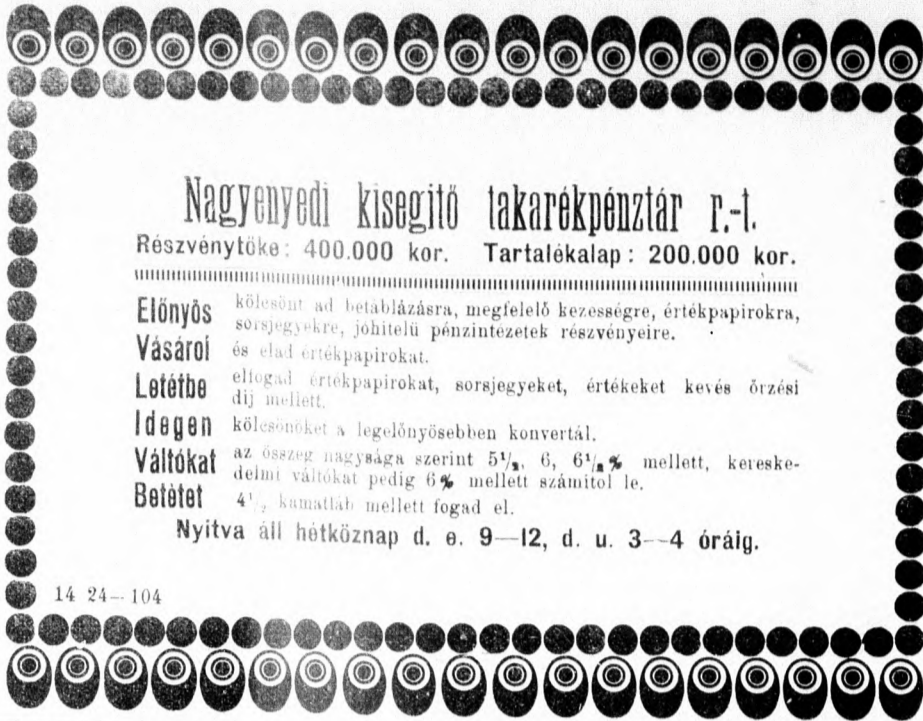 Nagyenyedi kisegitő takarékpénztár r.-t.
Részvénytőke: 400.000 kor. Tartalékalap: 200.000 kor.
Előnyös kölcsönt ad betáblázásra, megfelelő kezességre, értékpapirokra,
sorsjegyekre, jóhitelü pénzintézetek részvényeire.
Vásárol és elad értékpapirokat.
Letétbe elfogad értékpapirokat, sorsjegyeket, értékeket kevés őrzési
dij mellett.
Idegen kölcsönöket a legelőnyösebben konvertál.
Váltókat az összeg nagysága szerint 5¹/₂, 6, 6¹/₂% mellett, kereske-
delmi váltókat pedig 6% mellett számitol le.
Betétet 4¹/₂ kamatláb mellett fogad el.
Nyitva áll hétköznap d. e. 9—12, d. u. 3—4 óráig.
14 24—104